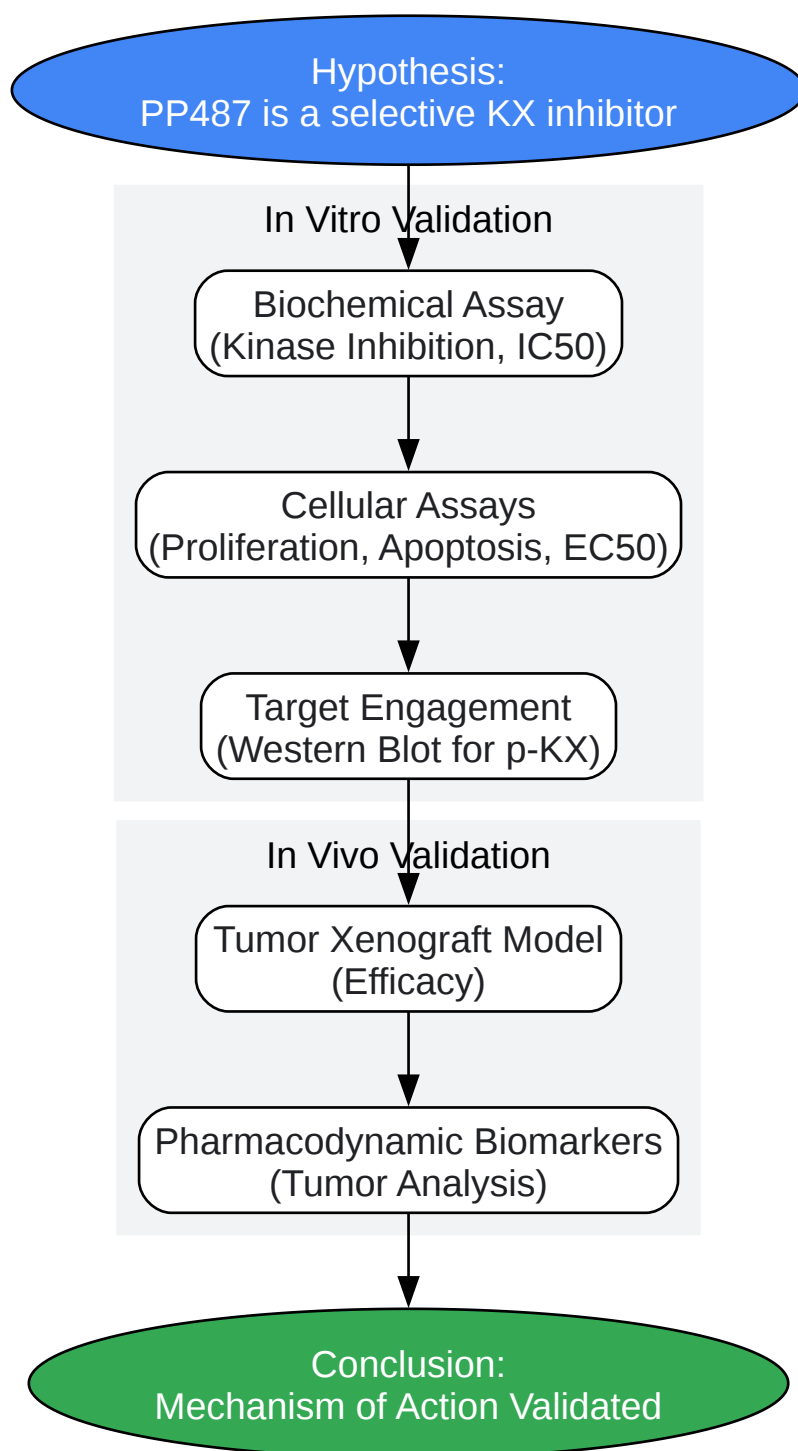 Hypothesis:
PP487 is a selective KX inhibitor
In Vitro Validation
Biochemical Assay
(Kinase Inhibition, IC50)
Cellular Assays
(Proliferation, Apoptosis, EC50)
Target Engagement
(Western Blot for p-KX)
In Vivo Validation
Tumor Xenograft Model
(Efficacy)
Pharmacodynamic Biomarkers
(Tumor Analysis)
Conclusion:
Mechanism of Action Validated